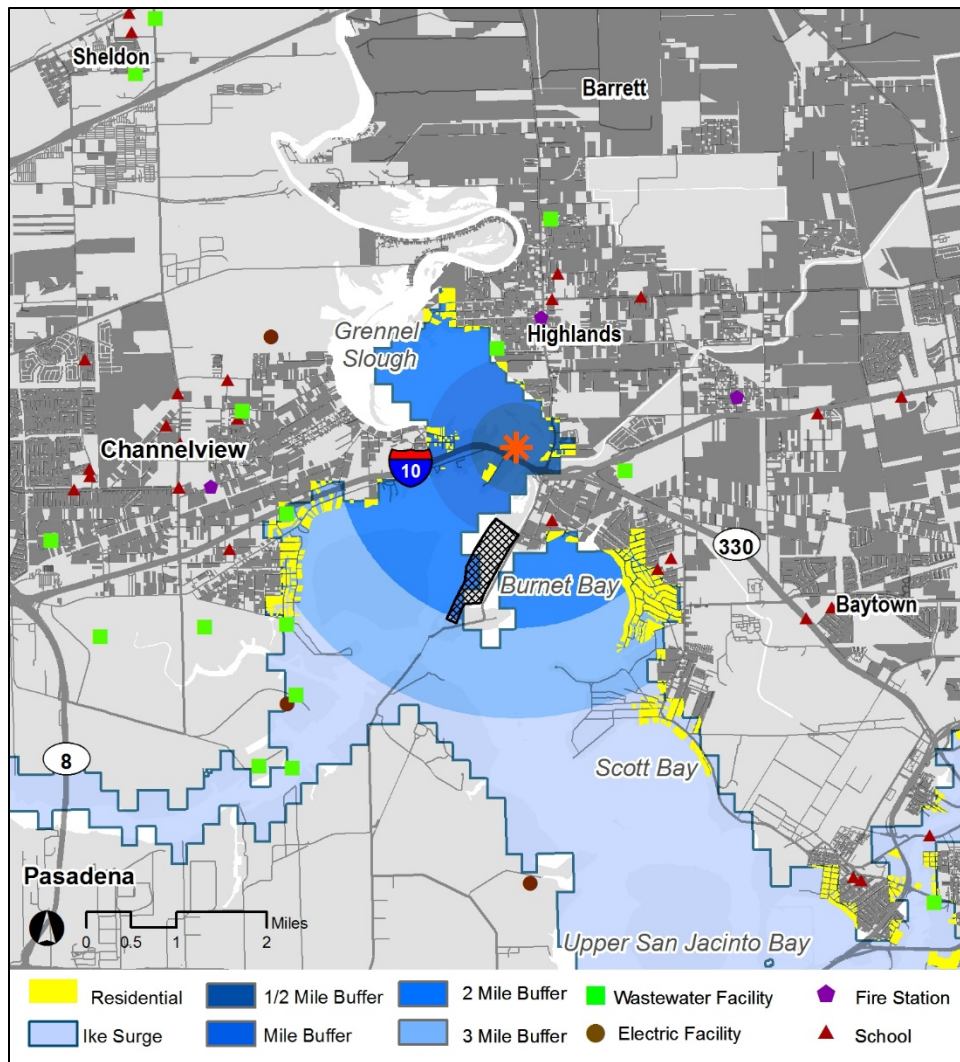 Sheldon
Barrett
Grennel
Slough
Highlands
Channelview
10
330
Burnet Bay
Baytown
8
Scott Bay
Pasadena
0 0.5 1 2
Miles
Upper San Jacinto Bay
Residential
1/2 Mile Buffer
2 Mile Buffer
Wastewater Facility
Fire Station
Ike Surge
Mile Buffer
3 Mile Buffer
Electric Facility
School